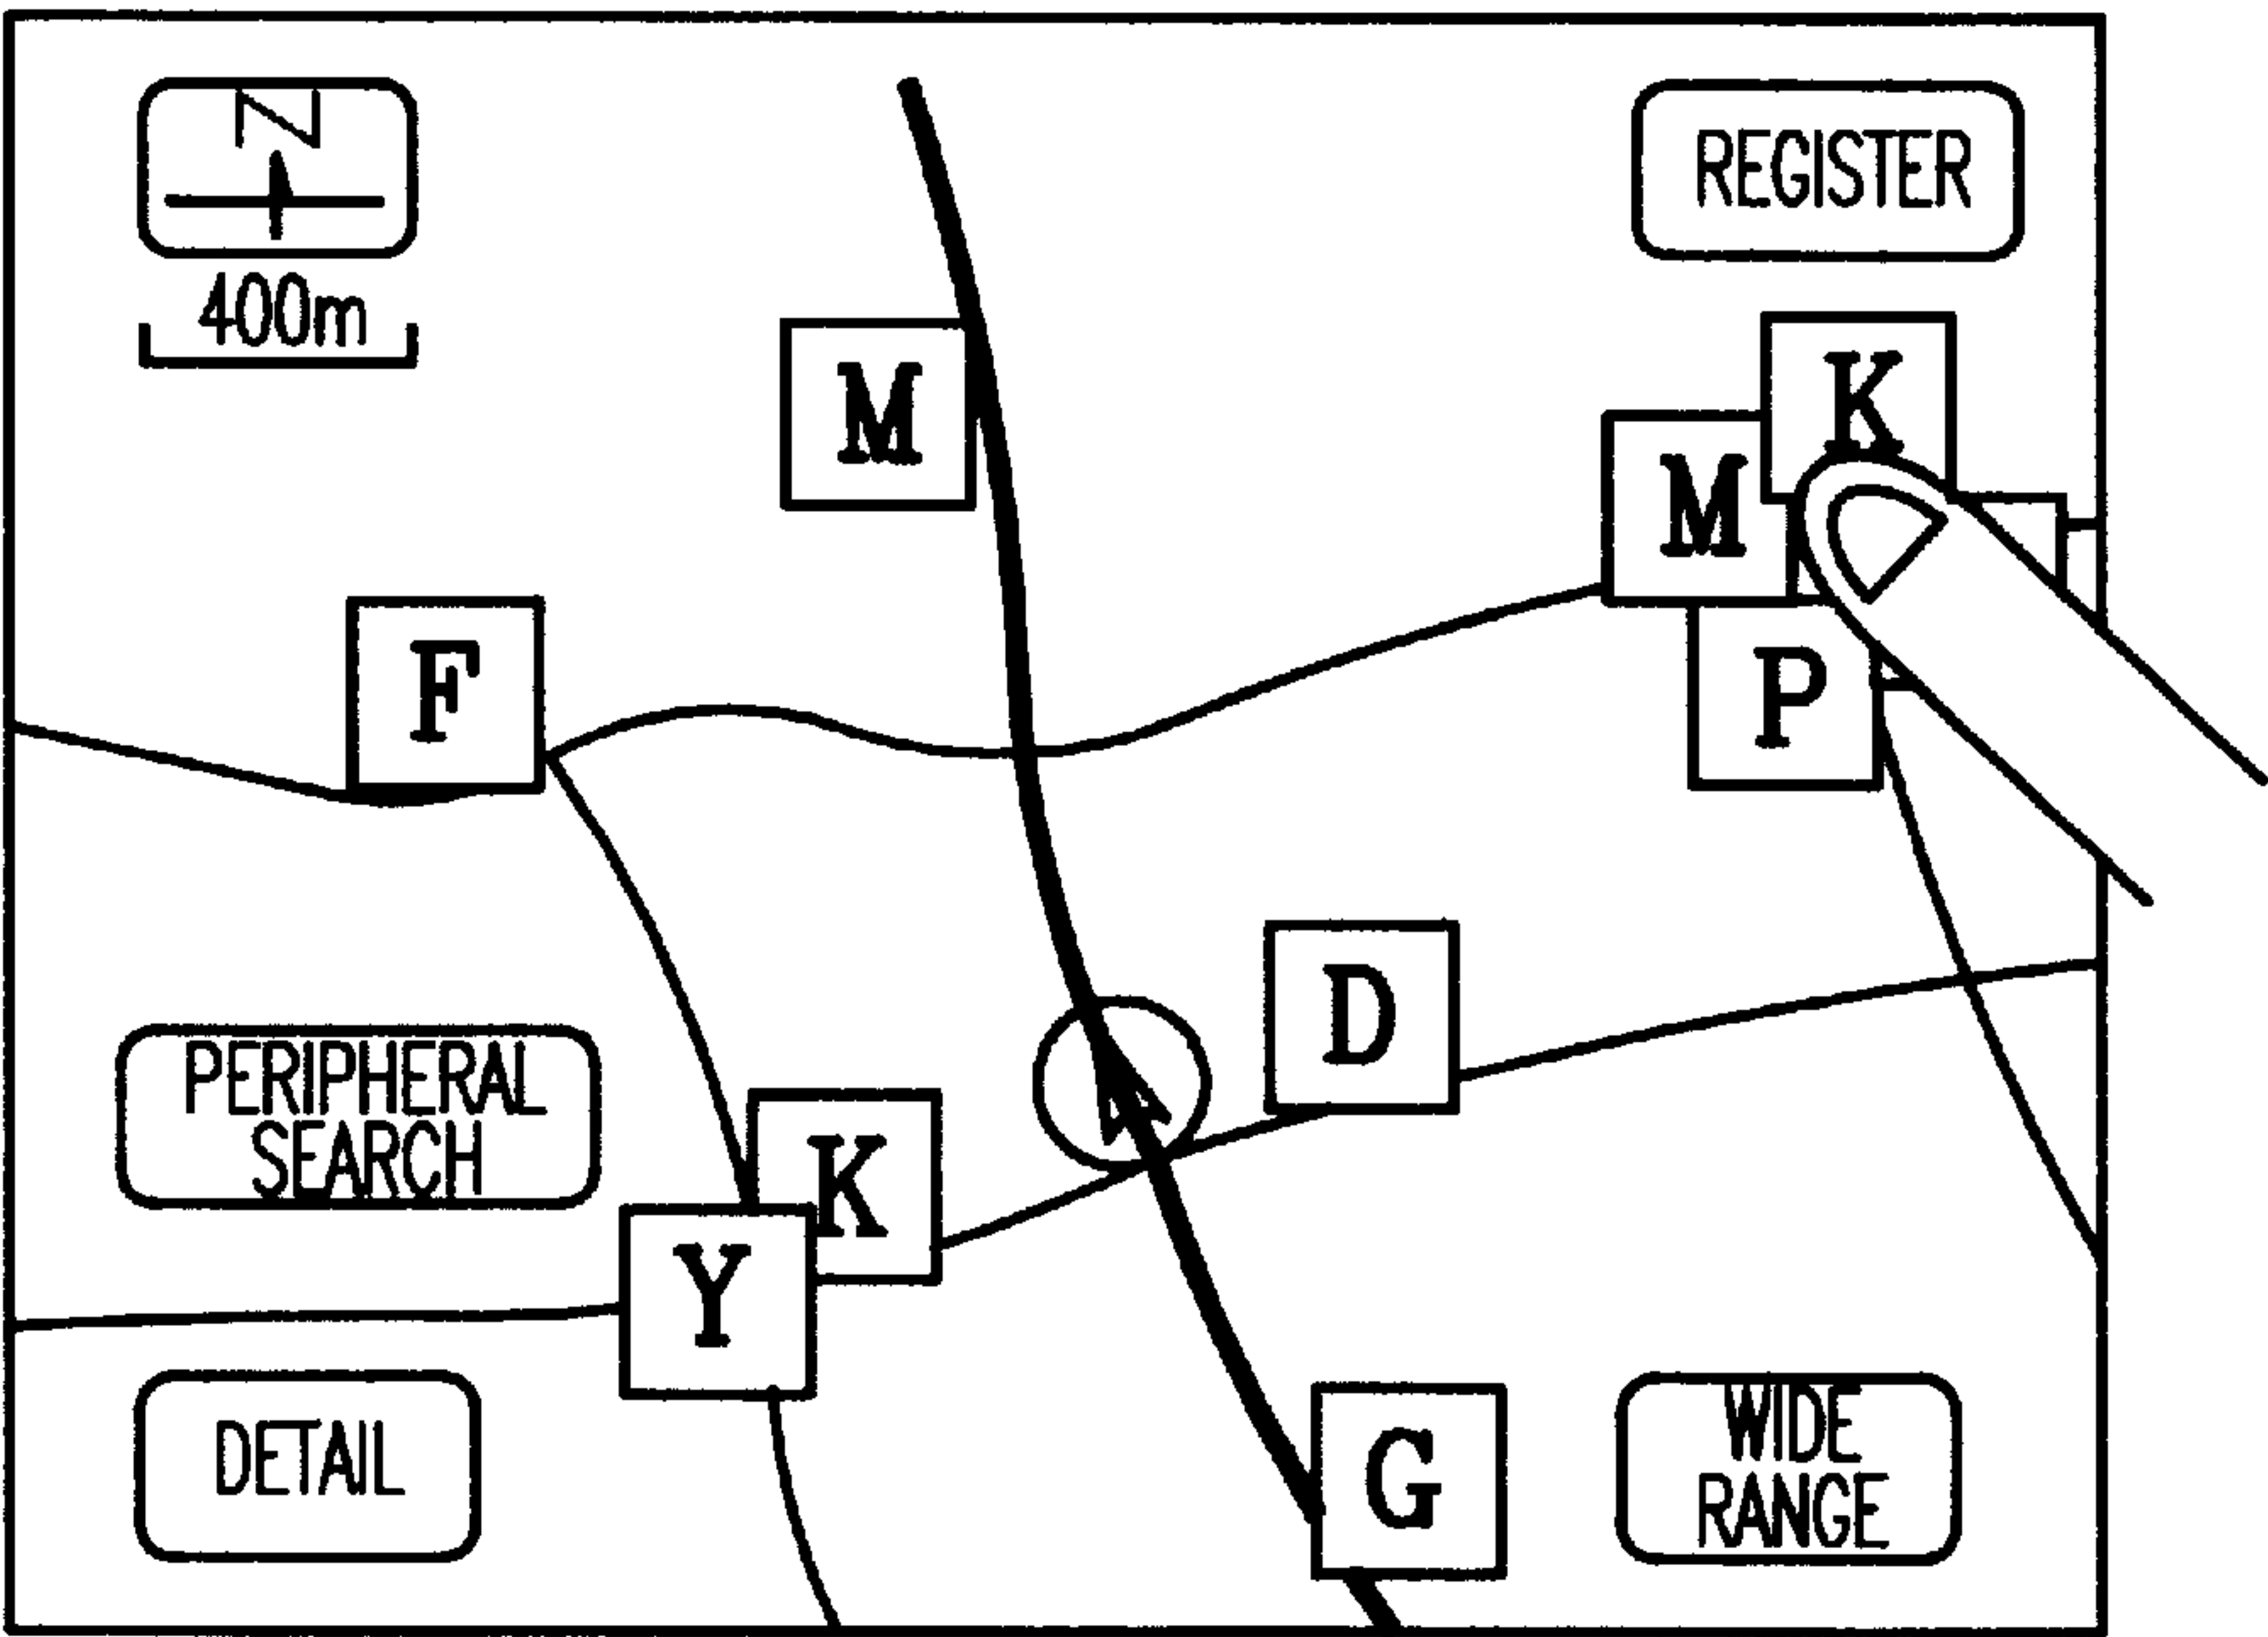 N
REGISTER
400m
M
K
M
F
P
D
PERIPHERAL
SEARCH
K
Y
DETAIL
G
WIDE
RANGE